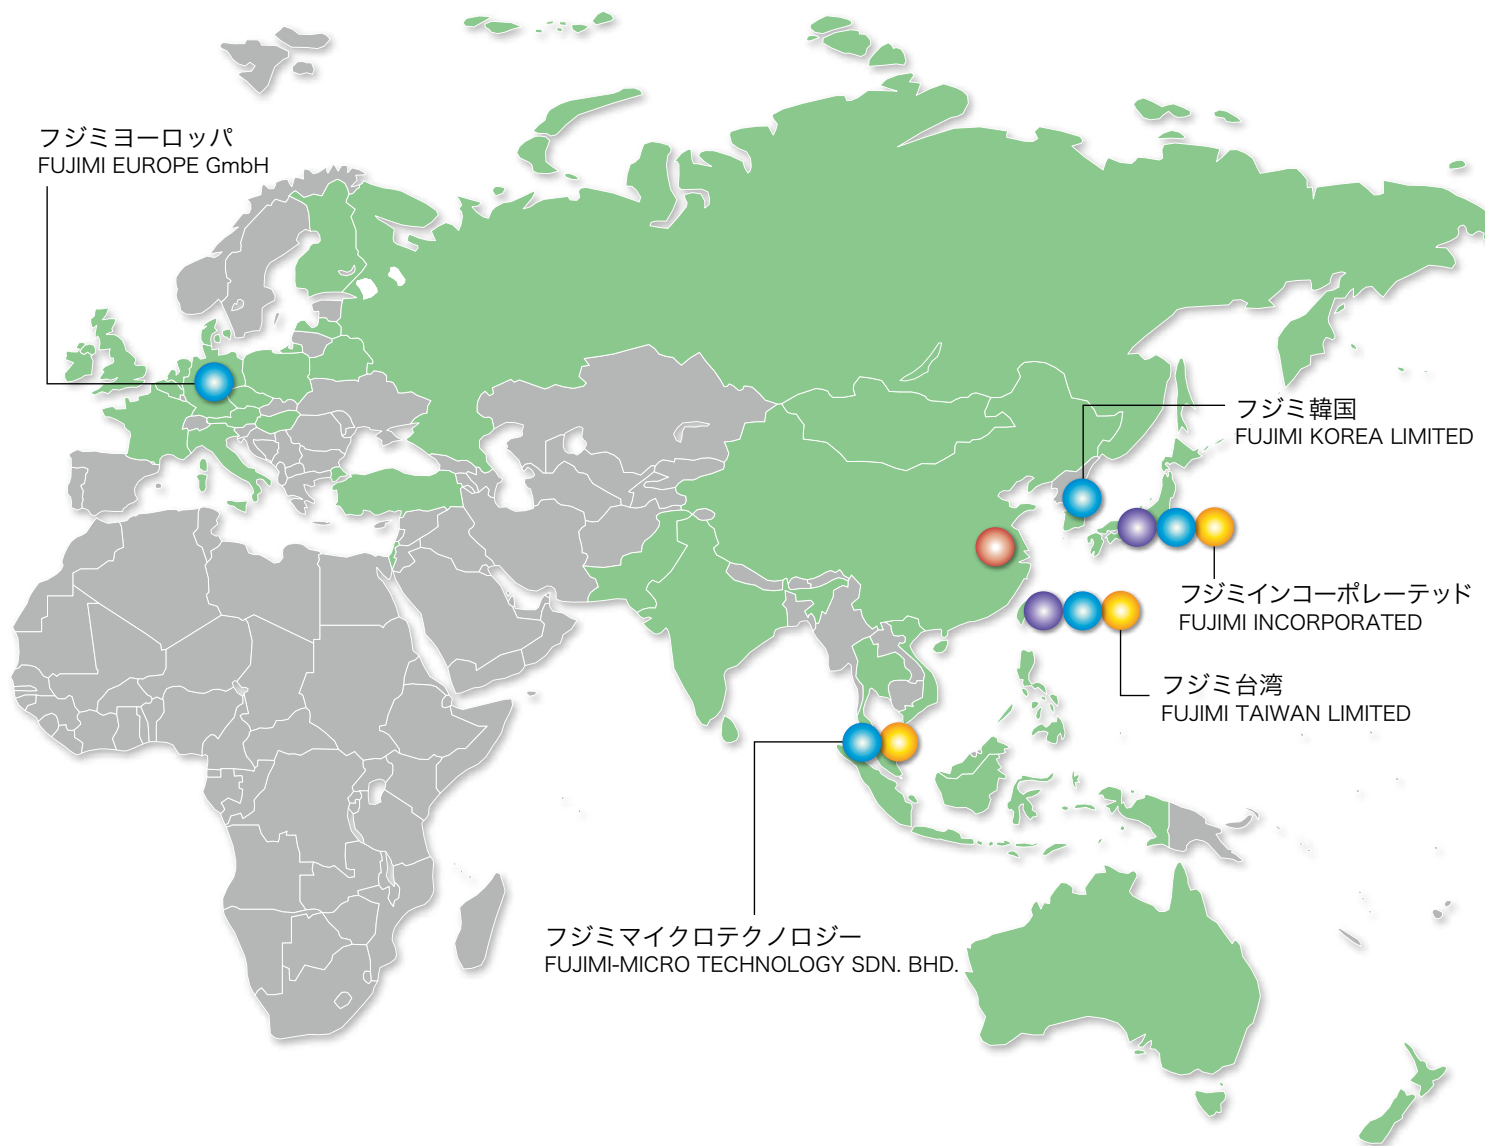 フジミヨーロッパ
FUJIMI EUROPE GmbH
フジミ韓国
FUJIMI KOREA LIMITED
フジミインコーポレーテッド
FUJIMI INCORPORATED
フジミ台湾
FUJIMI TAIWAN LIMITED
フジミマイクロテクノロジー
FUJIMI-MICRO TECHNOLOGY SDN. BHD.